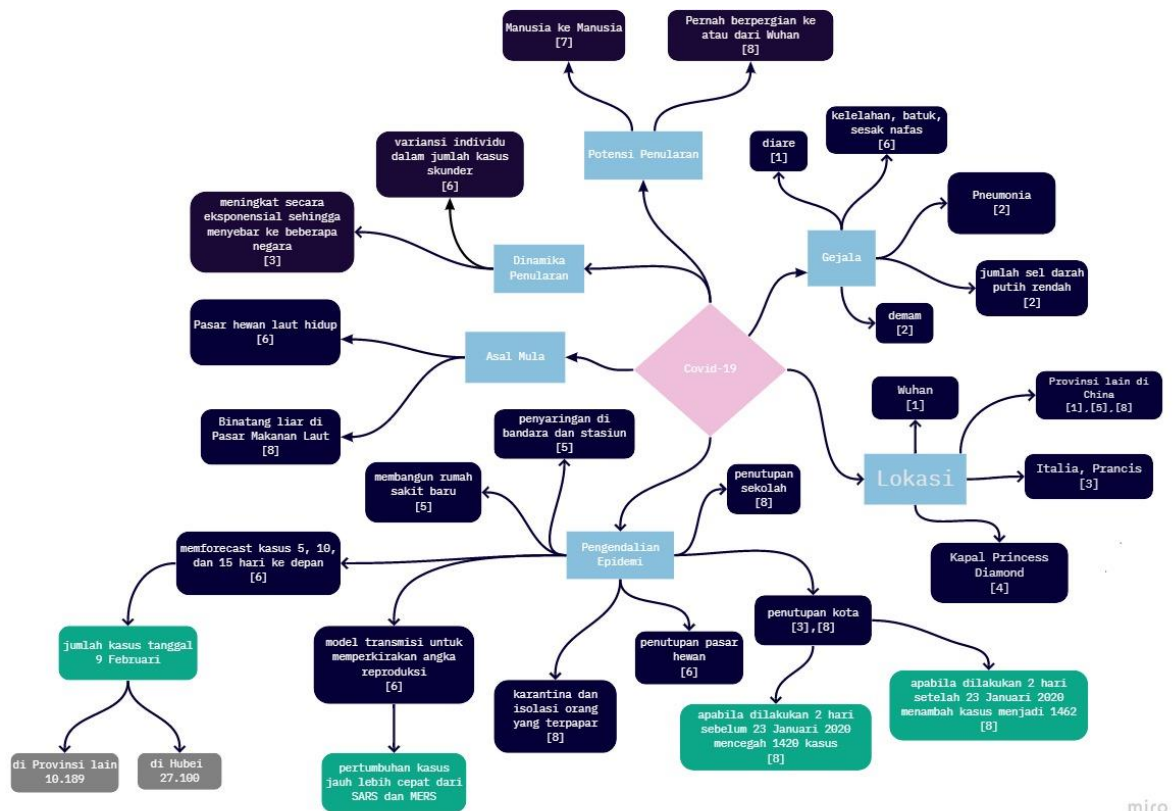 Manusia ke Manusia
[7]
Pernah berpergian ke
atau dari Wuhan
[8]
Potensi Penularan
variansi individu
dalam jumlah kasus
skunder
[6]
meningkat secara
eksponensial sehingga
menyebar ke beberapa
negara
[3]
Dinamika
Penularan
diare
[1]
kelelahan, batuk,
sesak nafas
[6]
Pneumonia
[2]
Gejala
jumlah sel darah
putih rendah
[2]
demam
[2]
Pasar hewan laut hidup
[6]
Asal Mula
Binatang liar di
Pasar Makanan Laut
[8]
Covid-19
Wuhan
[1]
Provinsi lain di
China
[1],[5],[8]
Lokasi
Italia, Prancis
[3]
Kapal Princess
Diamond
[4]
penyaringan di
bandara dan stasiun
[5]
membangun rumah
sakit baru
[5]
penutupan
sekolah
[8]
Pengendalian
Epidemi
memforecast kasus 5, 10,
dan 15 hari ke depan
[6]
jumlah kasus tanggal
9 Februari
di Provinsi lain
10.189
di Hubei
27.100
model transmisi untuk
memperkirakan angka
reproduksi
[6]
pertumbuhan kasus
jauh lebih cepat dari
SARS dan MERS
karantina dan
isolasi orang
yang terpapar
[8]
penutupan pasar
hewan
[6]
penutupan kota
[3],[8]
apabila dilakukan 2 hari
sebelum 23 Januari 2020
mencegah 1420 kasus
[8]
apabila dilakukan 2 hari
setelah 23 Januari 2020
menambah kasus menjadi 1462
[8]
miro